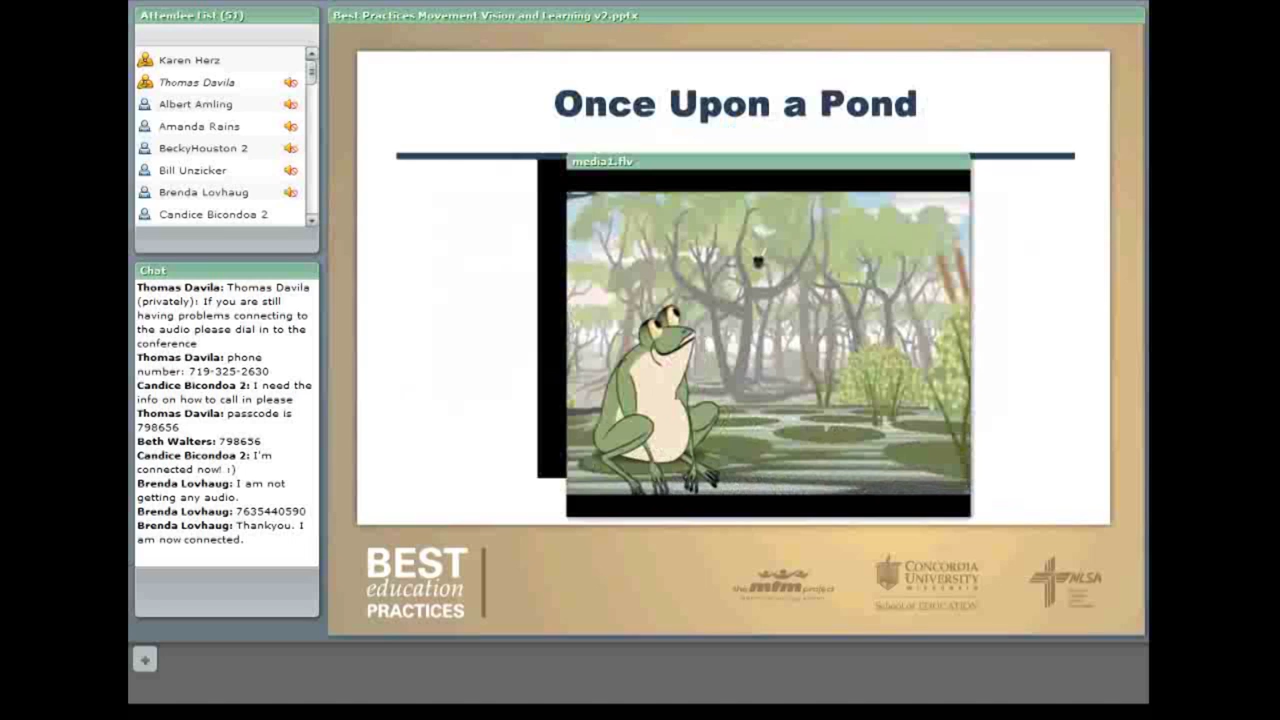 Attendee List (51)
Karen Herz
Thomas Davila
Albert Amling
Amanda Rains
BeckyHouston 2
Bill Unzicker
Brenda Lovhaug
Candice Bicondoa 2
Chat
Thomas Davila: Thomas Davila
(privately): If you are still
having problems connecting to
the audio please dial in to the
conference
Thomas Davila: phone
number: 719-325-2630
Candice Bicondoa 2: I need the
info on how to call in please
Thomas Davila: passcode is
798656
Beth Walters: 798656
Candice Bicondoa 2: I'm
connected now! :)
Brenda Lovhaug: I am not
getting any audio.
Brenda Lovhaug: 7635440590
Brenda Lovhaug: Thankyou. I
am now connected.
Best Practices Movement Vision and Learning v2.pptx
Once Upon a Pond
media1.flv
BEST
education
PRACTICES
the mfm project
CONCORDIA
UNIVERSITY
WISCONSIN
School of EDUCATION
NLSA